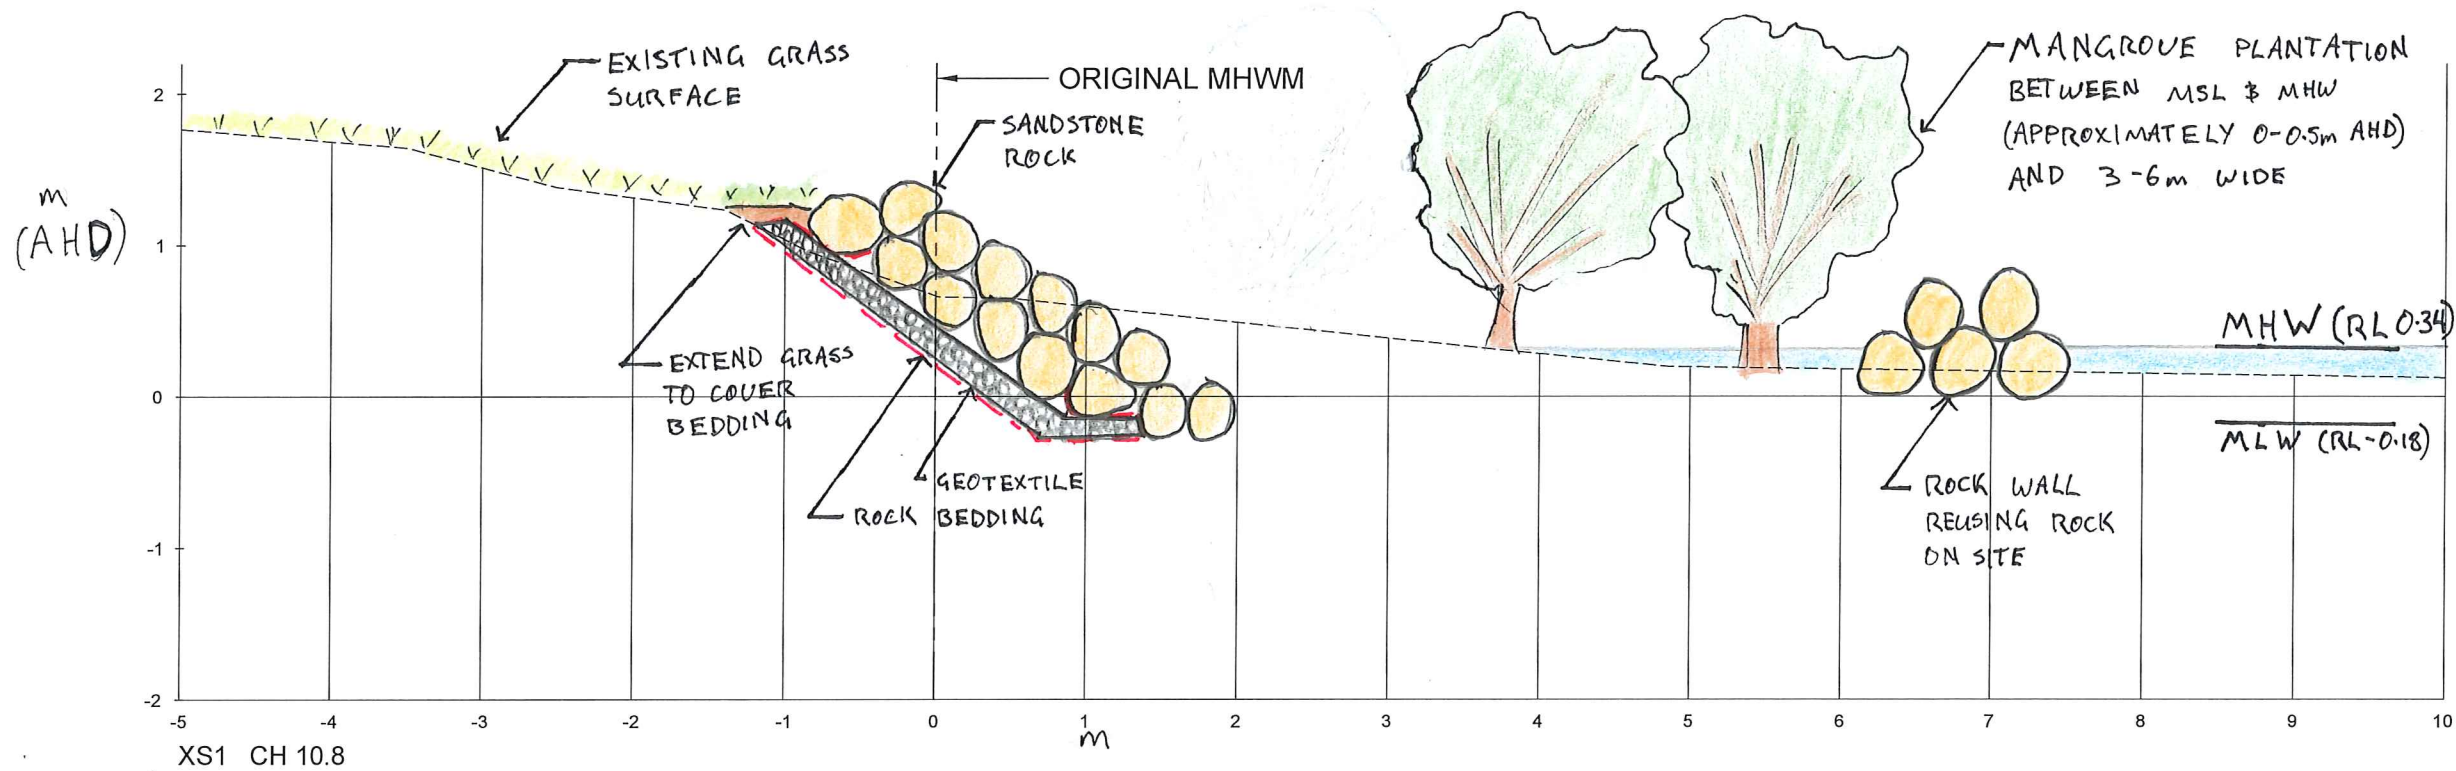 EXISTING GRASS
SURFACE
ORIGINAL MHWM
SANDSTONE
ROCK
MANGROVE PLANTATION
BETWEEN MSL & MHW
(APPROXIMATELY 0-0.5m AHD)
AND 3-6m WIDE
m
(AHD)
2
1
0
-1
-2
MHW (RL 0.34)
MLW (RL-0.18)
EXTEND GRASS
TO COVER
BEDDING
GEOTEXTILE
ROCK BEDDING
ROCK WALL
REUSING ROCK
ON SITE
-5 -4 -3 -2 -1 0 1 2 3 4 5 6 7 8 9 10
m
XS1 CH 10.8